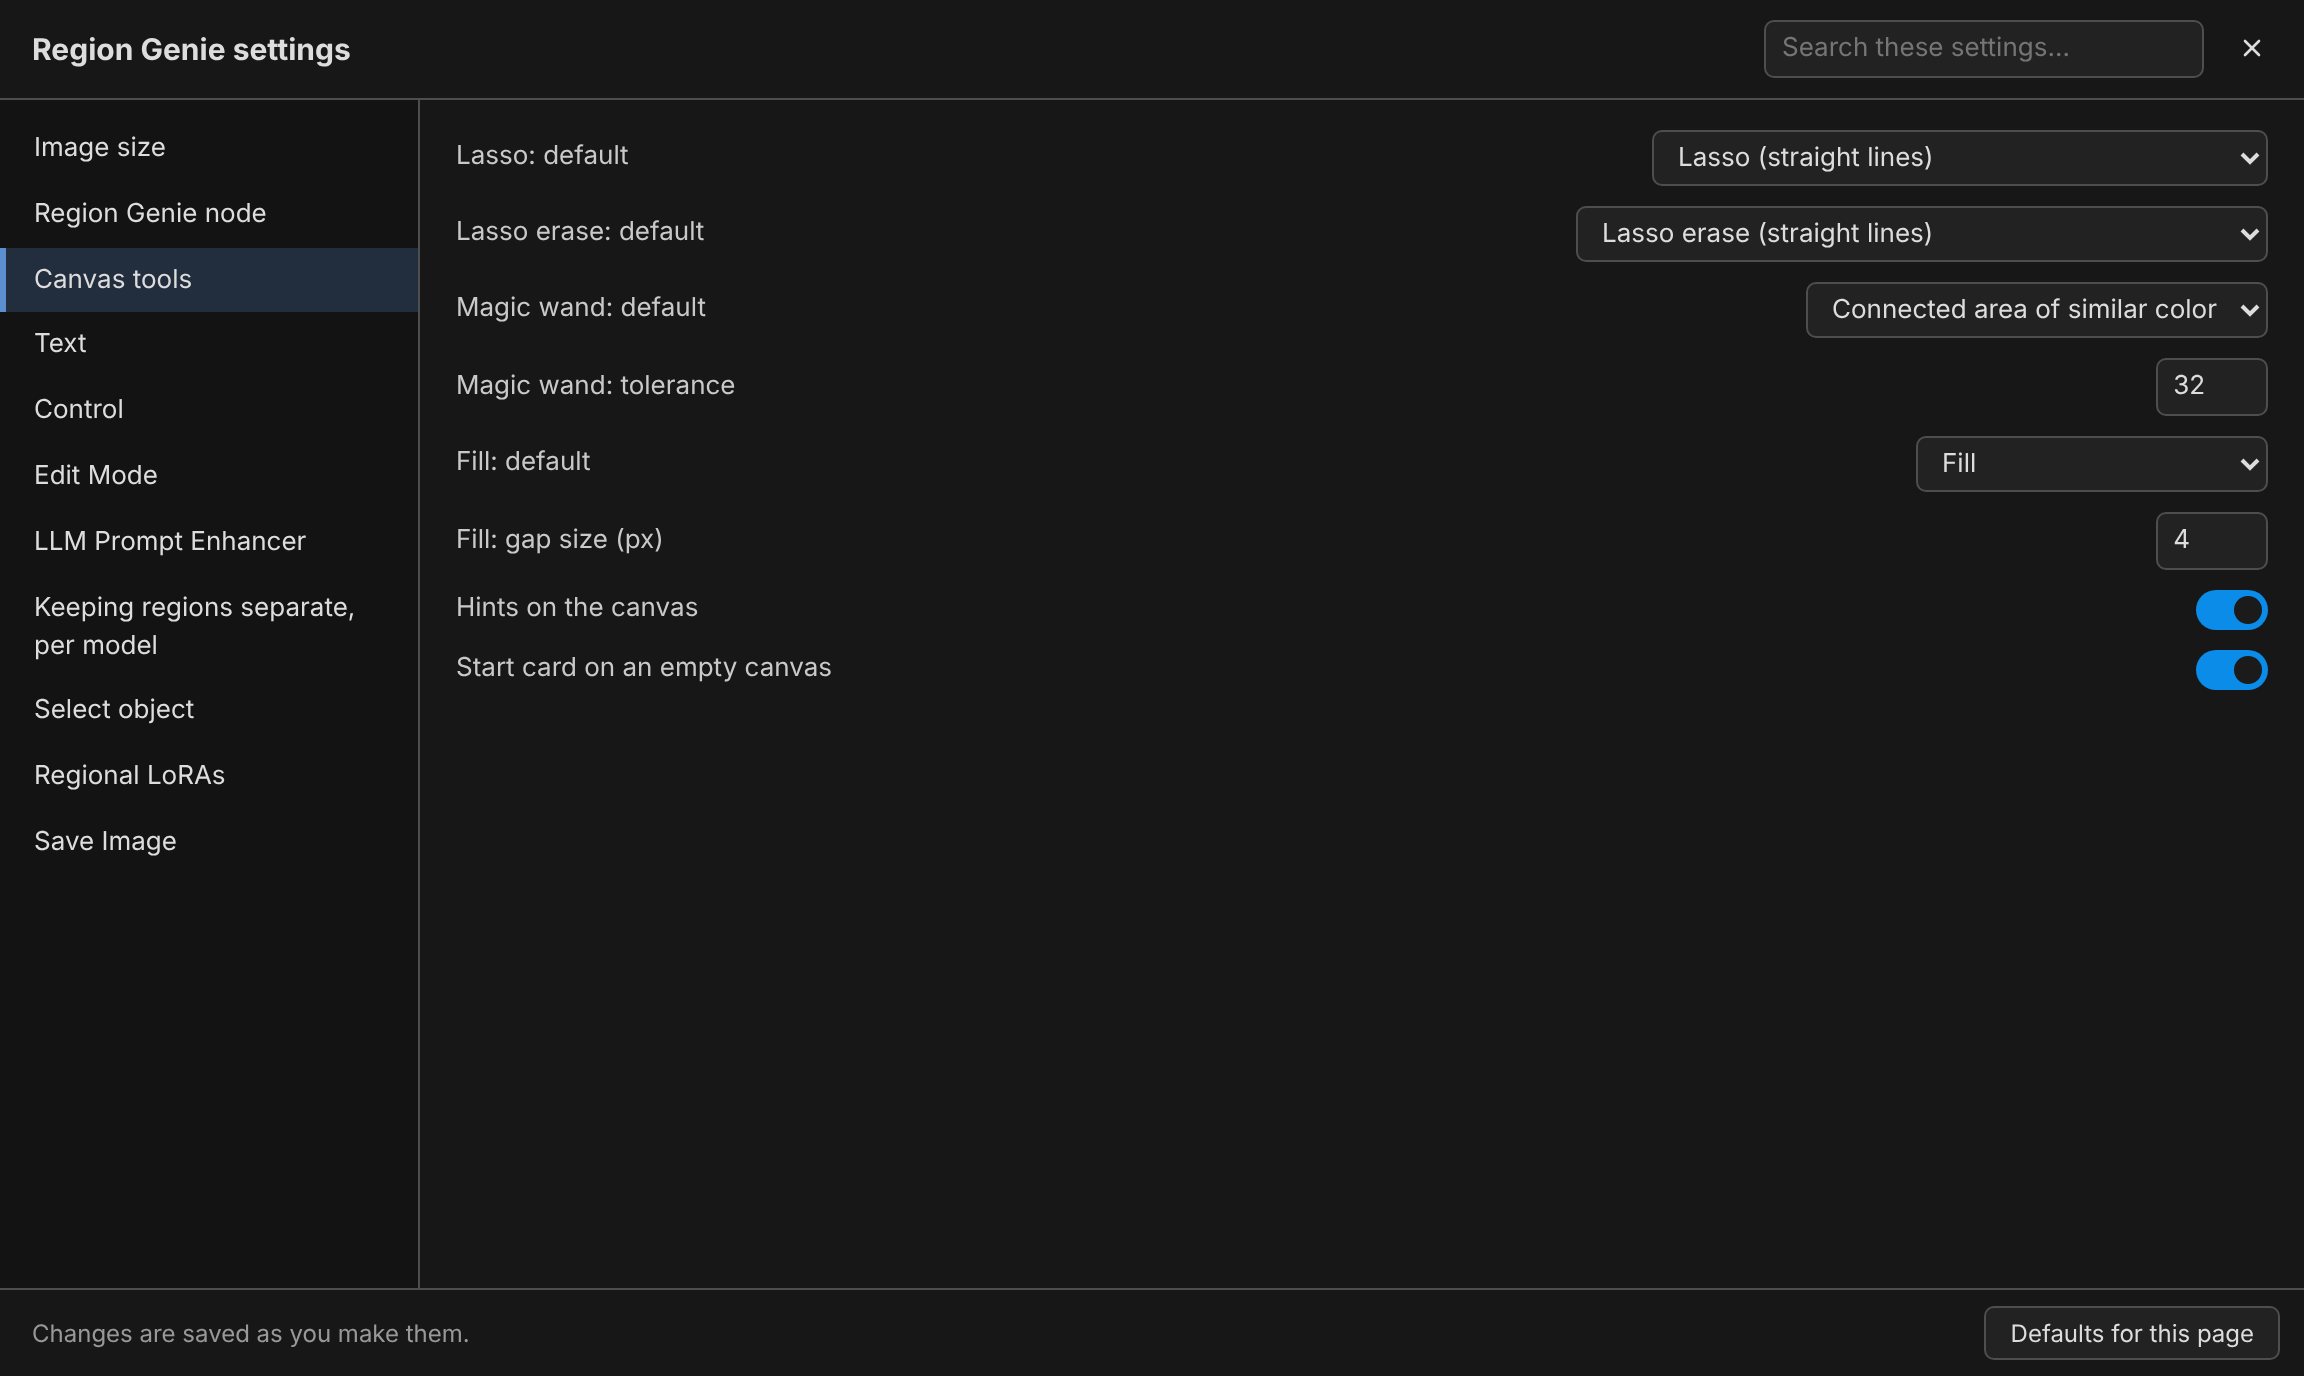 Region Genie settings
Search these settings...
Image size
Region Genie node
Canvas tools
Text
Control
Edit Mode
LLM Prompt Enhancer
Keeping regions separate,
per model
Select object
Regional LoRAs
Save Image
Lasso: default
Lasso (straight lines)
Lasso erase: default
Lasso erase (straight lines)
Magic wand: default
Connected area of similar color
Magic wand: tolerance
32
Fill: default
Fill
Fill: gap size (px)
4
Hints on the canvas
Start card on an empty canvas
Changes are saved as you make them.
Defaults for this page